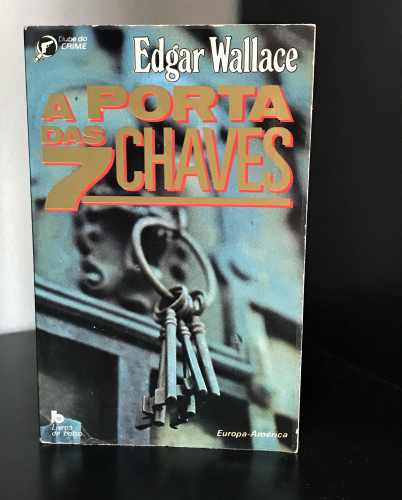 Clube do
CRIME
Edgar Wallace
A PORTA
DAS
7 CHAVES
Livros
de bolso
Europa-América